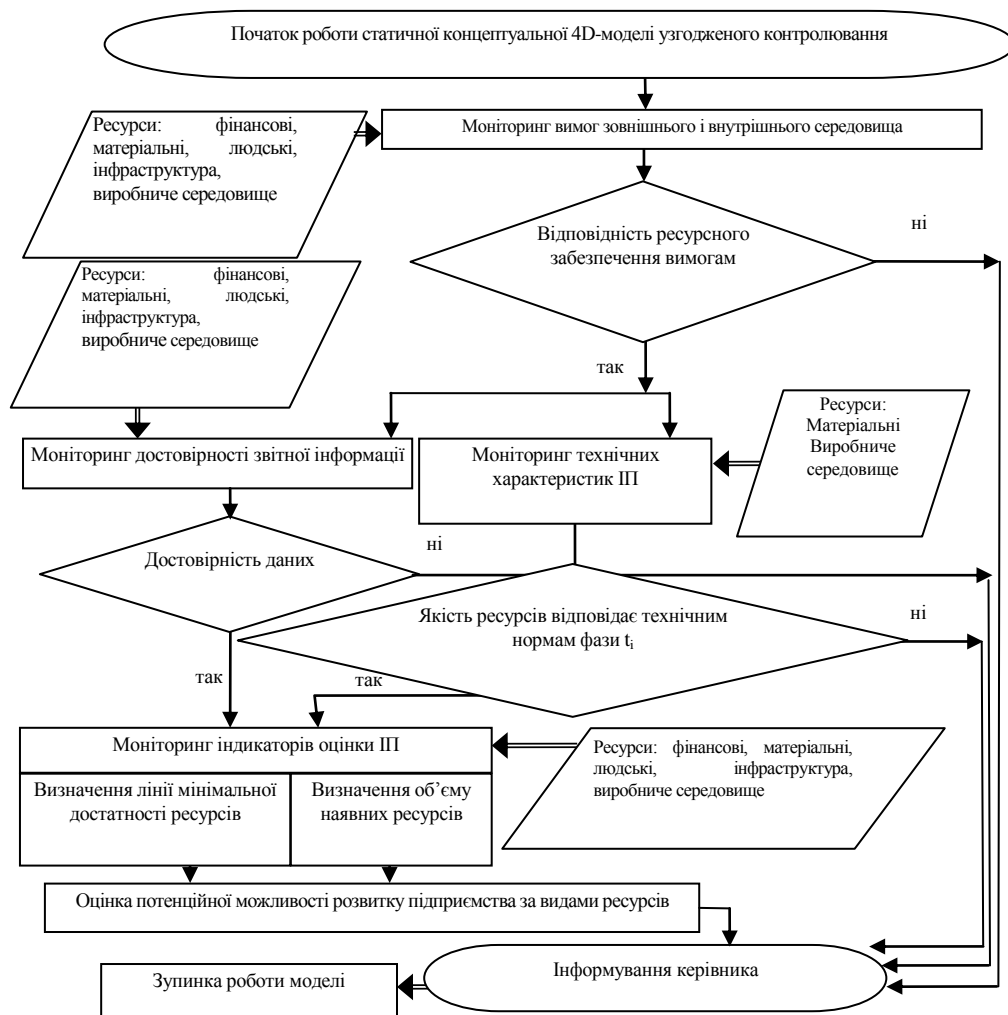 Початок роботи статичної концептуальної 4D-моделі узгодженого контролювання
Ресурси: фінансові,
матеріальні, людські,
інфраструктура,
виробниче середовище
Моніторинг вимог зовнішнього і внутрішнього середовища
Відповідність ресурсного
забезпечення вимогам
ні
Ресурси: фінансові,
матеріальні, людські,
інфраструктура,
виробниче середовище
так
Ресурси:
Матеріальні
Виробниче
середовище
Моніторинг достовірності звітної інформації
Моніторинг технічних
характеристик ІП
Достовірність даних
ні
Якість ресурсів відповідає технічним
нормам фази ti
ні
так
так
Моніторинг індикаторів оцінки ІП
Ресурси: фінансові, матеріальні,
людські, інфраструктура,
виробниче середовище
Визначення лінії мінімальної
достатності ресурсів
Визначення об’єму
наявних ресурсів
Оцінка потенційної можливості розвитку підприємства за видами ресурсів
Інформування керівника
Зупинка роботи моделі